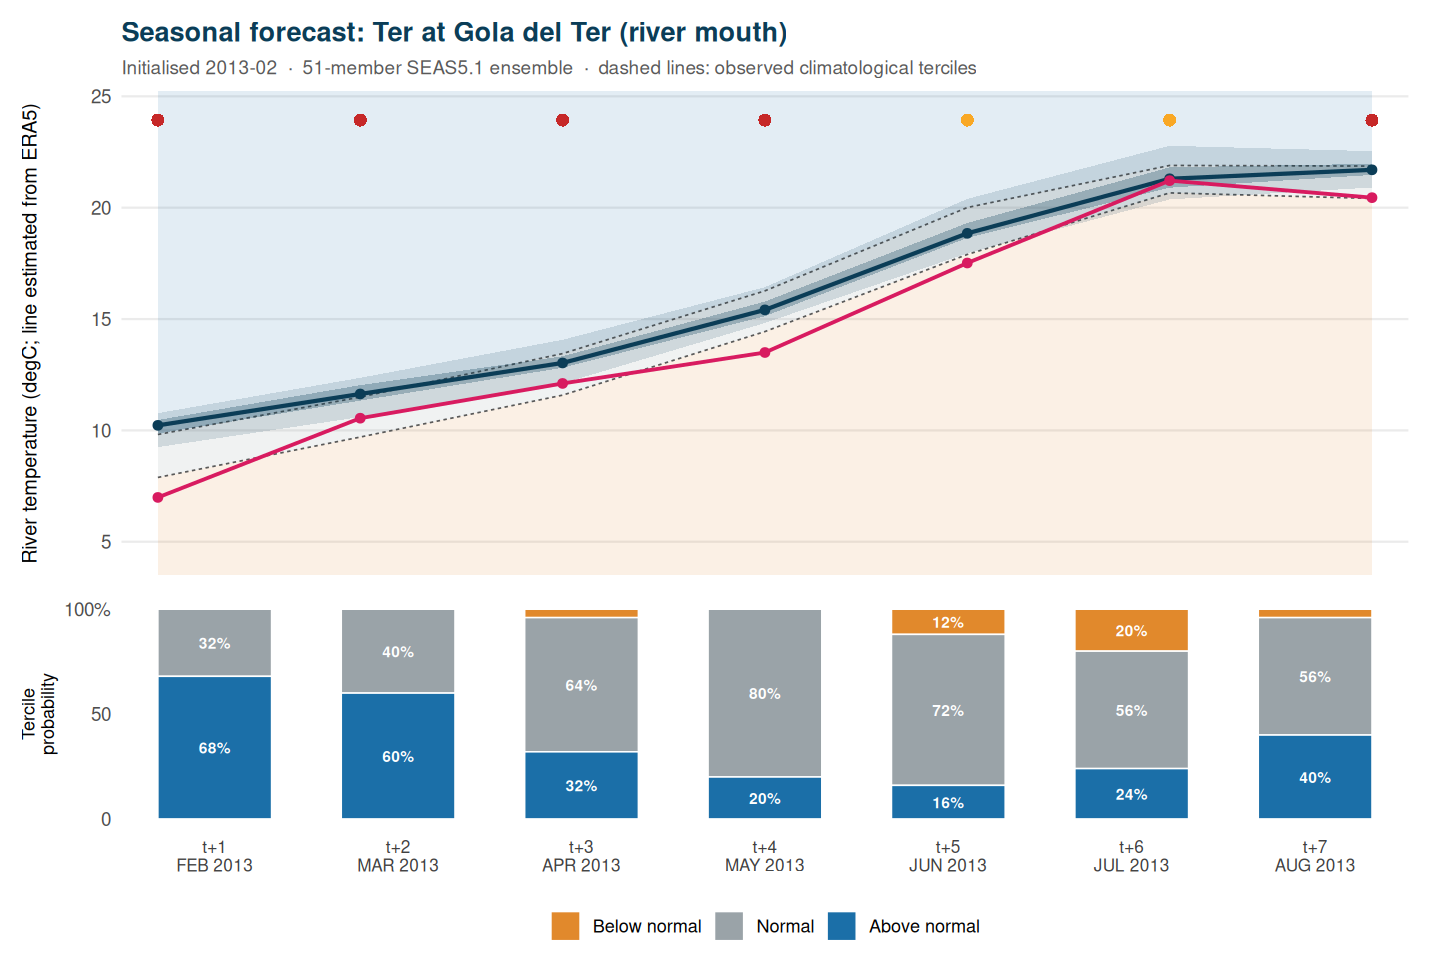 Seasonal forecast: Ter at Gola del Ter (river mouth)
Initialised 2013-02 · 51-member SEAS5.1 ensemble · dashed lines: observed climatological terciles
River temperature (degC; line estimated from ERA5)
25
20
15
10
5
Tercile
probability
100%
50
0
32%
68%
40%
60%
64%
32%
80%
20%
12%
72%
16%
20%
56%
24%
56%
40%
t+1
FEB 2013
t+2
MAR 2013
t+3
APR 2013
t+4
MAY 2013
t+5
JUN 2013
t+6
JUL 2013
t+7
AUG 2013
Below normal
Normal
Above normal